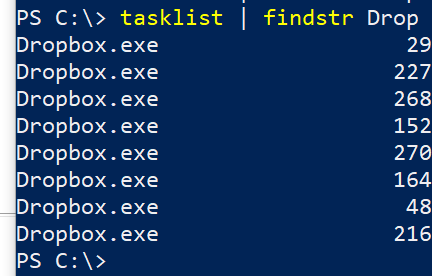 PS C:\> tasklist | findstr Drop
Dropbox.exe 29
Dropbox.exe 227
Dropbox.exe 268
Dropbox.exe 152
Dropbox.exe 270
Dropbox.exe 164
Dropbox.exe 48
Dropbox.exe 216
PS C:\>